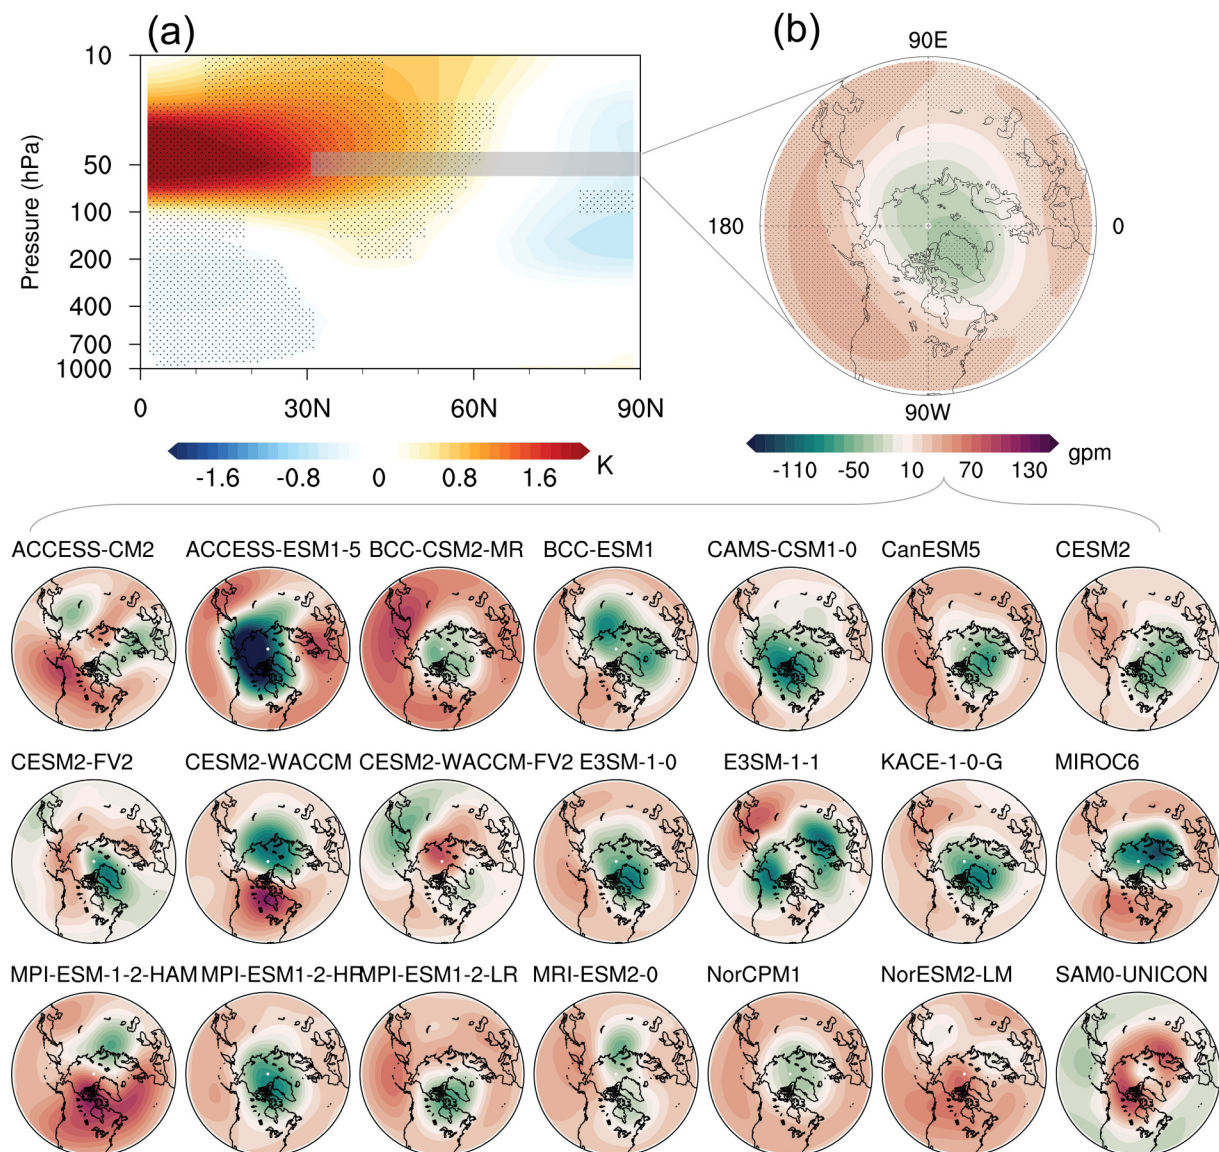 (a)
(b)
Pressure (hPa)
10
50
100
200
400
700
1000
0
30N
60N
90N
90E
180
0
90W
-1.6
-0.8
0
0.8
1.6
K
-110
-50
10
70
130
gpm
ACCESS-CM2
ACCESS-ESM1-5
BCC-CSM2-MR
BCC-ESM1
CAMS-CSM1-0
CanESM5
CESM2
CESM2-FV2
CESM2-WACCM
CESM2-WACCM-FV2
E3SM-1-0
E3SM-1-1
KACE-1-0-G
MIROC6
MPI-ESM-1-2-HAM
MPI-ESM1-2-HR
MPI-ESM1-2-LR
MRI-ESM2-0
NorCPM1
NorESM2-LM
SAM0-UNICON